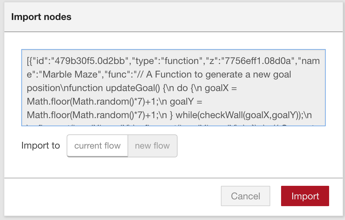 Import nodes
[{"id":"479b30f5.0d2bb","type":"function","z":"7756eff1.08d0a","nam
e":"Marble Maze","func":"// A Function to generate a new goal
position\nfunction updateGoal() {\n do {\n goalX =
Math.floor(Math.random()*7)+1;\n goalY =
Math.floor(Math.random()*7)+1;\n } while(checkWall(goalX,goalY));\n
Import to current flow new flow
Cancel Import